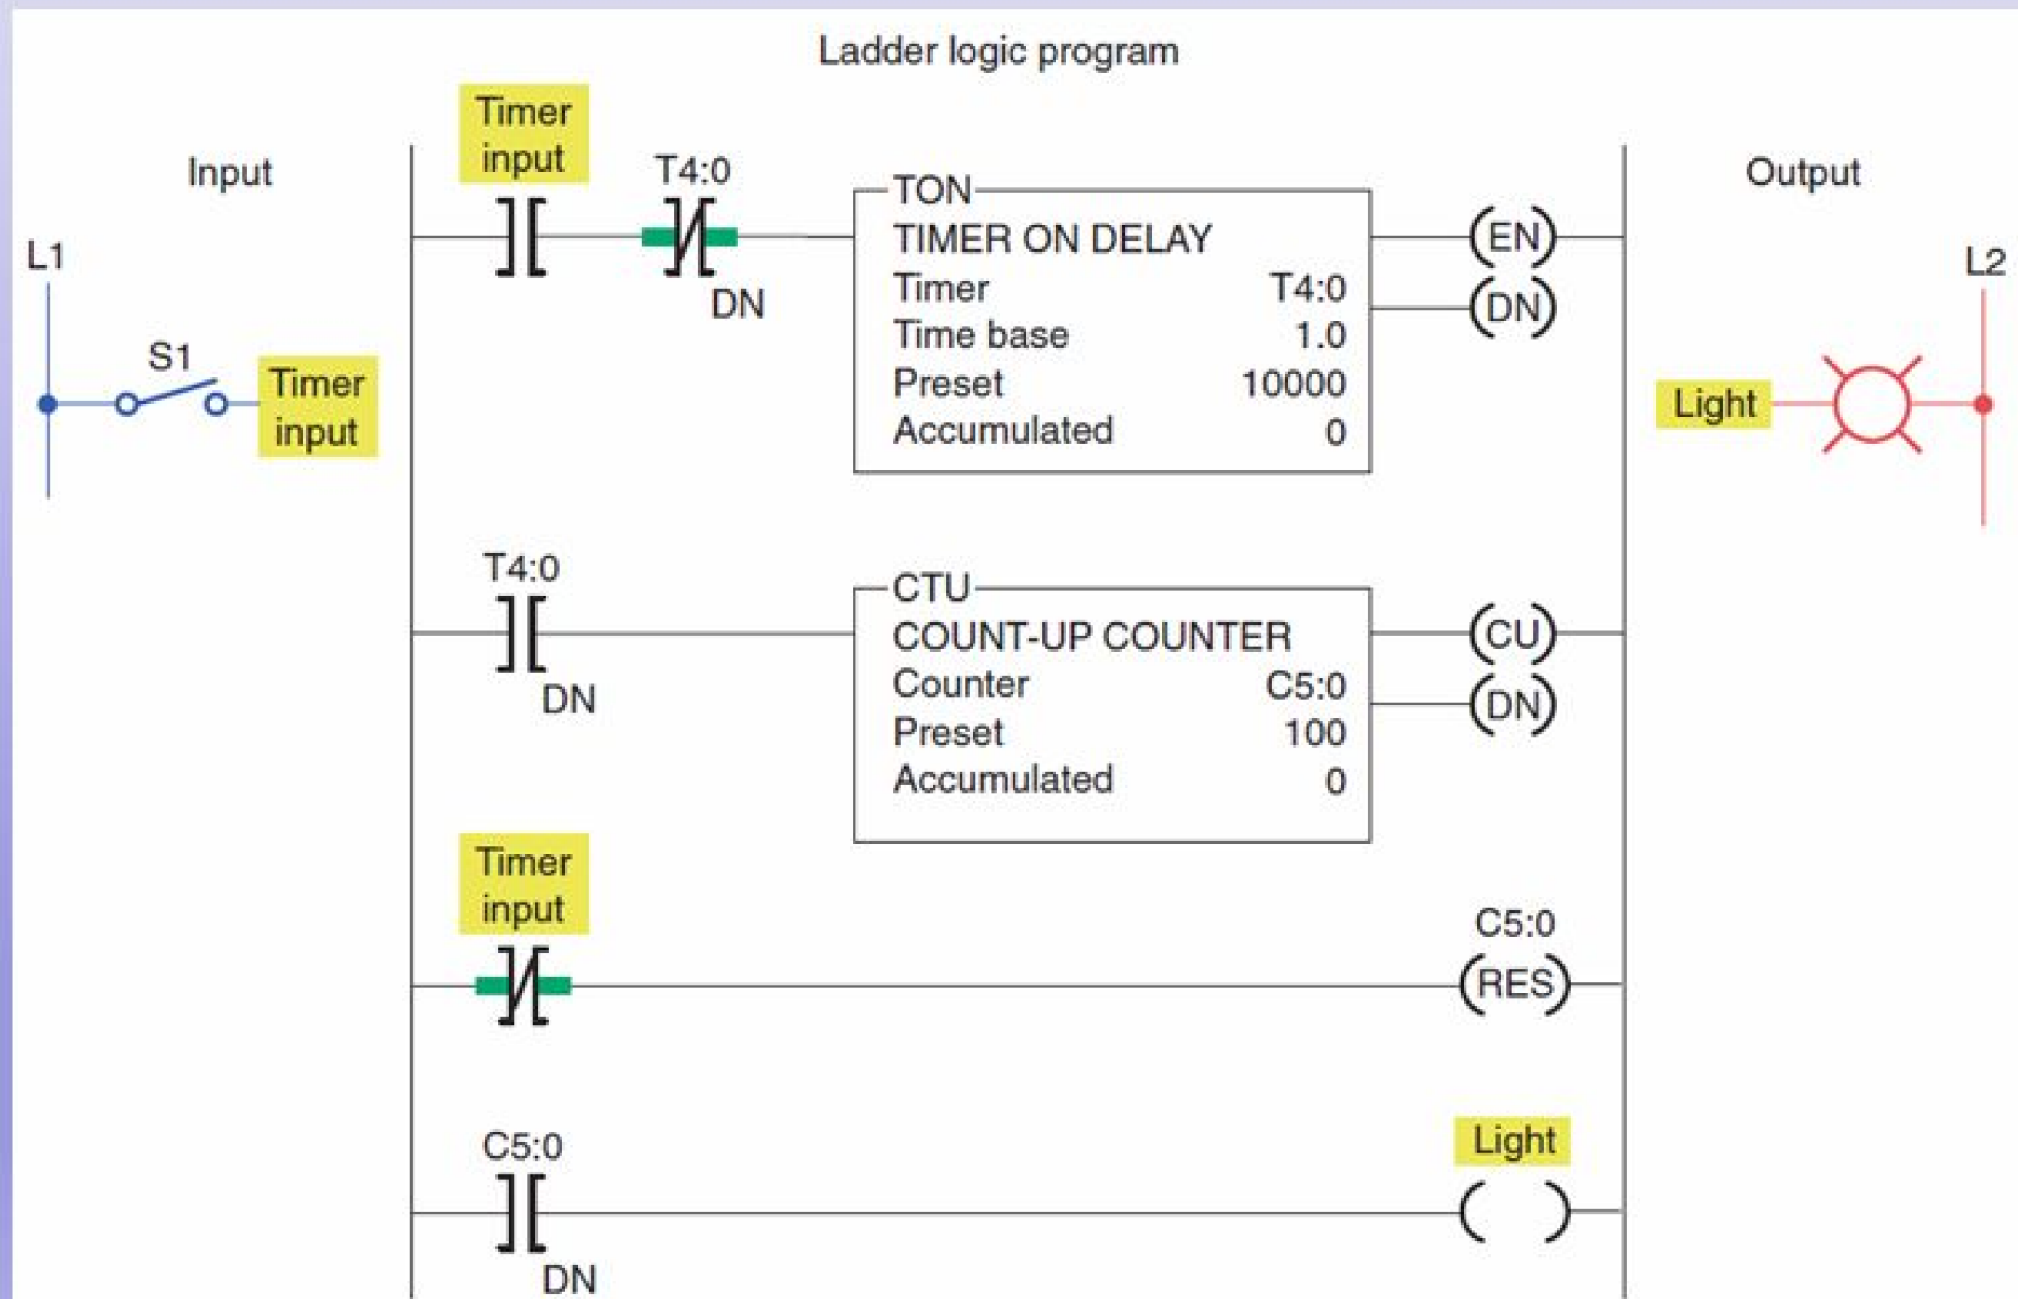 Ladder logic program
Input
L1
S1
Timer
input
Timer
input
T4:0
DN
TON
TIMER ON DELAY
Timer T4:0
Time base 1.0
Preset 10000
Accumulated 0
EN
DN
Output
L2
Light
T4:0
DN
CTU
COUNT-UP COUNTER
Counter C5:0
Preset 100
Accumulated 0
CU
DN
Timer
input
C5:0
RES
C5:0
DN
Light